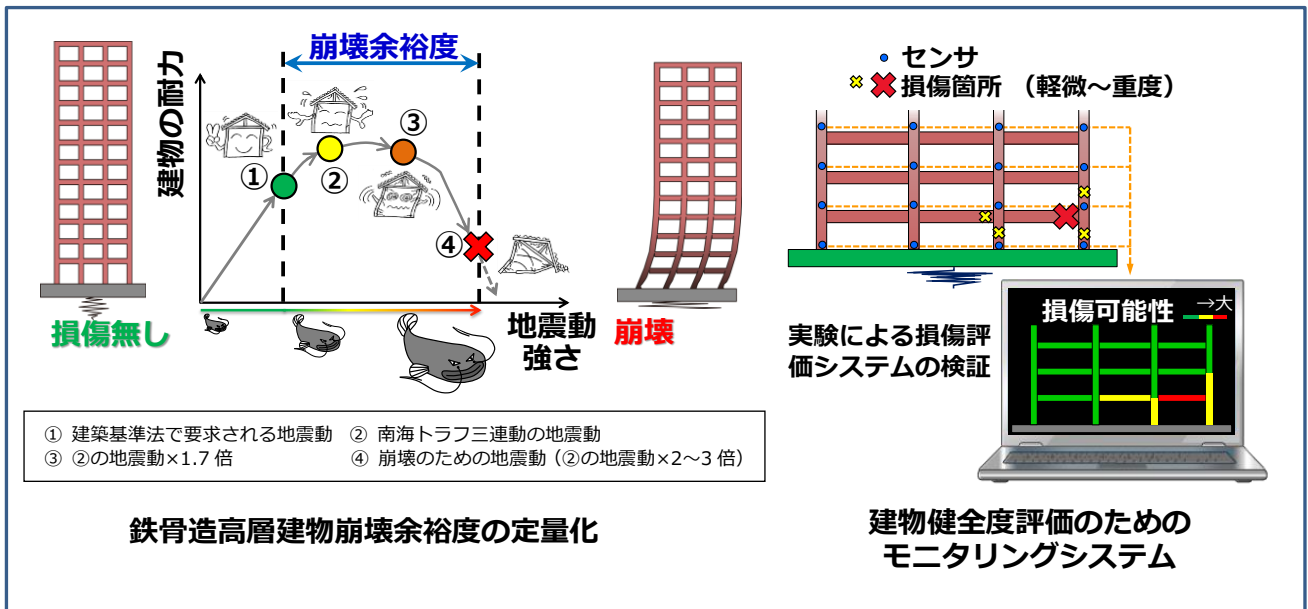 崩壊余裕度
建物の耐力
①
②
③
④
地震動
強さ
損傷無し
崩壊
センサ
損傷箇所 （軽微～重度）
実験による損傷評
価システムの検証
損傷可能性 →大
① 建築基準法で要求される地震動 ② 南海トラフ三連動の地震動
③ ②の地震動×1.7 倍 ④ 崩壊のための地震動（②の地震動×2～3 倍）
鉄骨造高層建物崩壊余裕度の定量化
建物健全度評価のための
モニタリングシステム